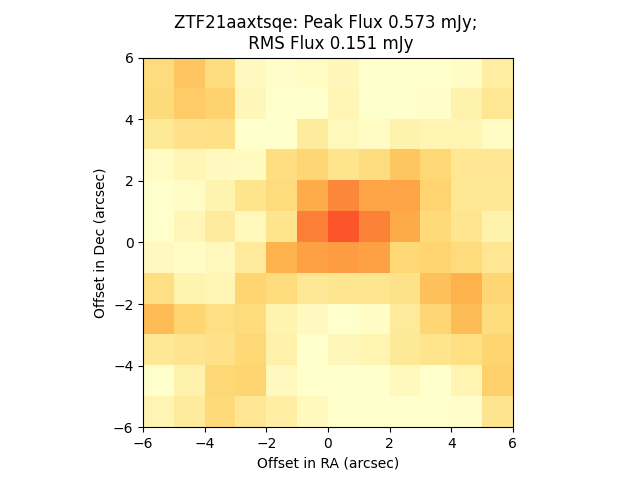 ZTF21aaxtsqe: Peak Flux 0.573 mJy;
RMS Flux 0.151 mJy
6
4
2
0
−2
−4
−6
Offset in Dec (arcsec)
−6 −4 −2 0 2 4 6
Offset in RA (arcsec)